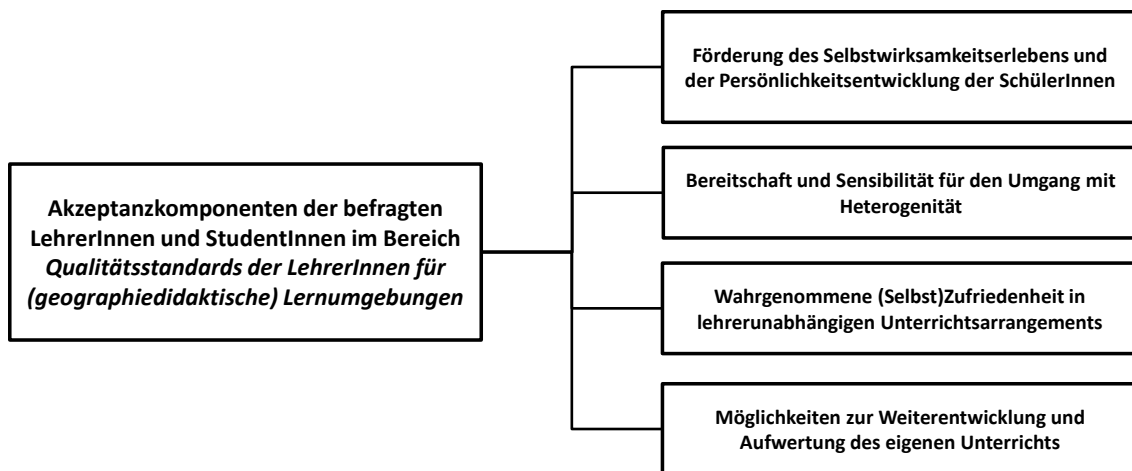 Akzeptanzkomponenten der befragten
LehrerInnen und StudentInnen im Bereich
Qualitätsstandards der LehrerInnen für
(geographiedidaktische) Lernumgebungen
Förderung des Selbstwirksamkeitserlebens und
der Persönlichkeitsentwicklung der SchülerInnen
Bereitschaft und Sensibilität für den Umgang mit
Heterogenität
Wahrgenommene (Selbst)Zufriedenheit in
lehrerunabhängigen Unterrichtsarrangements
Möglichkeiten zur Weiterentwicklung und
Aufwertung des eigenen Unterrichts